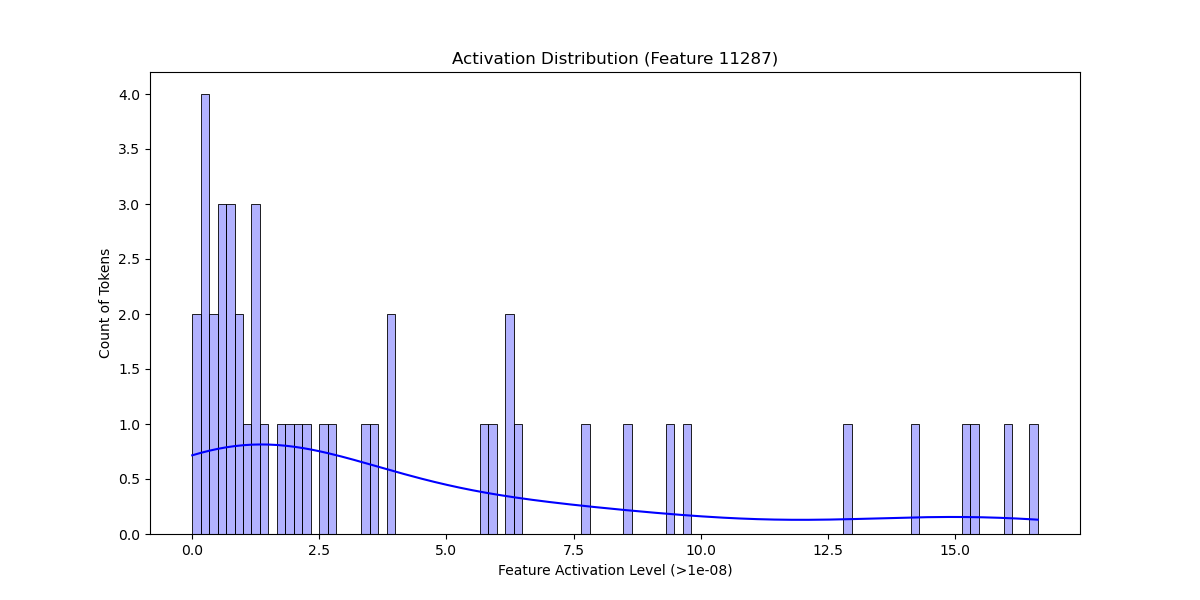 Activation Distribution (Feature 11287)
Count of Tokens
4.0
3.5
3.0
2.5
2.0
1.5
1.0
0.5
0.0
0.0 2.5 5.0 7.5 10.0 12.5 15.0
Feature Activation Level (>1e-08)